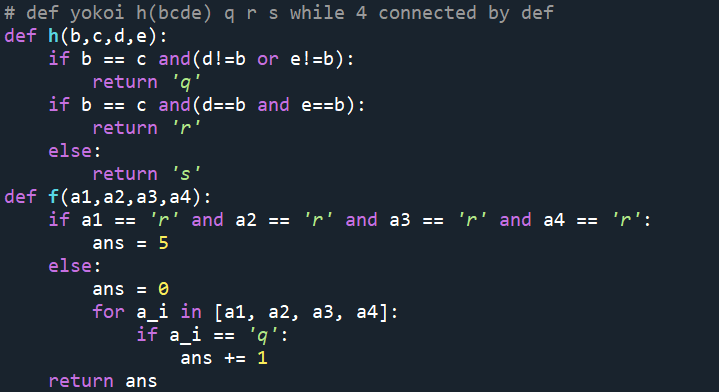 # def yokoi h(bcde) q r s while 4 connected by def
def h(b,c,d,e):
    if b == c and(d!=b or e!=b):
        return 'q'
    if b == c and(d==b and e==b):
        return 'r'
    else:
        return 's'
def f(a1,a2,a3,a4):
    if a1 == 'r' and a2 == 'r' and a3 == 'r' and a4 == 'r':
        ans = 5
    else:
        ans = 0
        for a_i in [a1, a2, a3, a4]:
            if a_i == 'q':
                ans += 1
    return ans